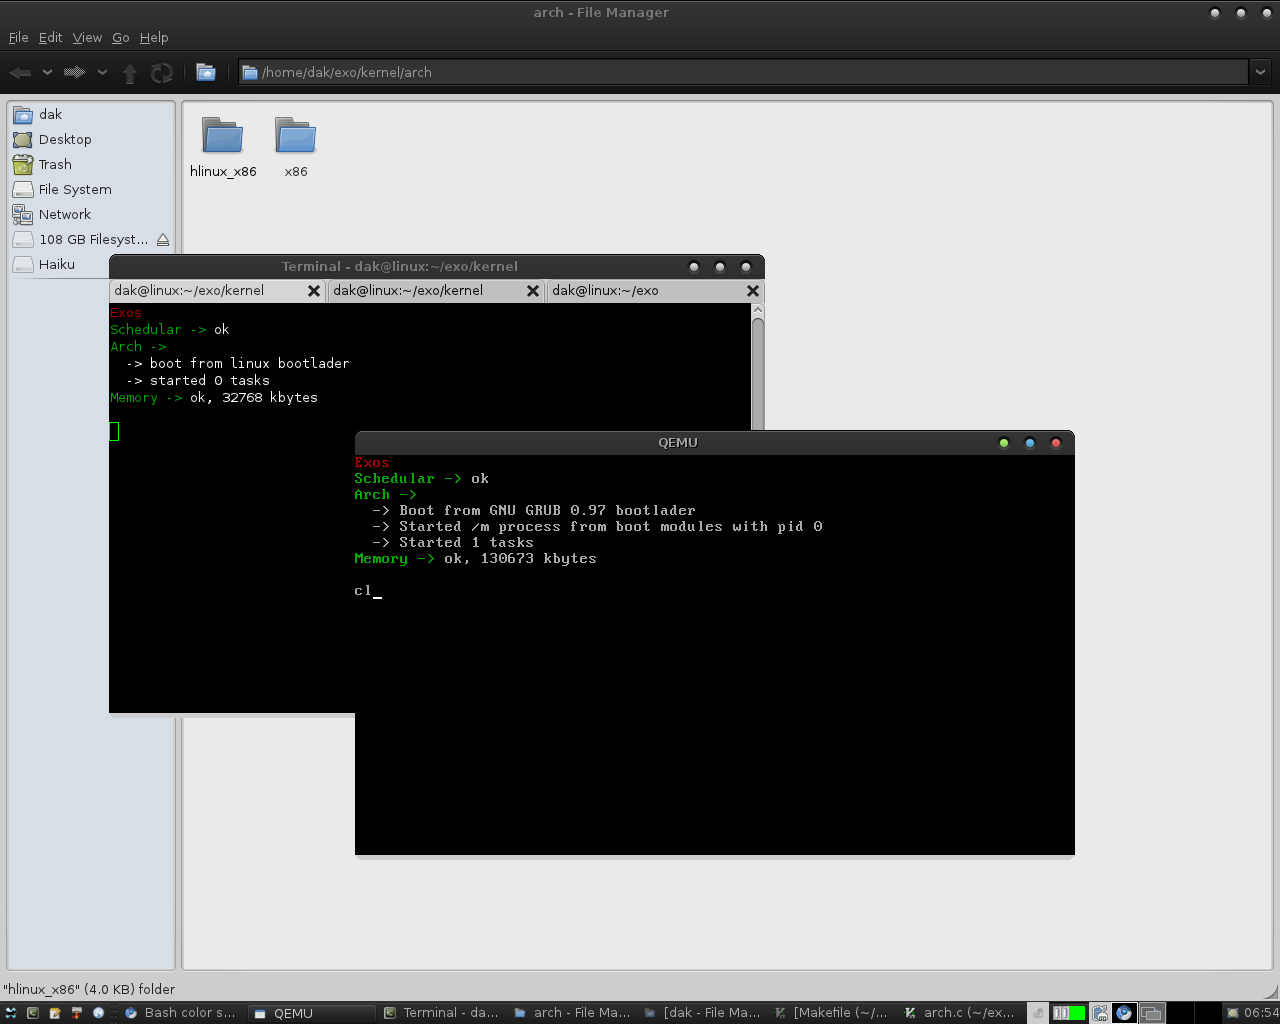 arch - File Manager
File Edit View Go Help
/home/dak/exo/kernel/arch
dak
Desktop
Trash
File System
Network
108 GB Filesyst...
Haiku
hlinux_x86
x86
Terminal - dak@linux:~/exo/kernel
dak@linux:~/exo/kernel
dak@linux:~/exo/kernel
dak@linux:~/exo
Exos
Schedular -> ok
Arch ->
-> boot from linux bootlader
-> started 0 tasks
Memory -> ok, 32768 kbytes
QEMU
Exos
Schedular -> ok
Arch ->
-> Boot from GNU GRUB 0.97 bootlader
-> Started /m process from boot modules with pid 0
-> Started 1 tasks
Memory -> ok, 130673 kbytes
cl_
"hlinux_x86" (4.0 KB) folder
Bash color s...
QEMU
Terminal - da...
arch - File Ma...
[dak - File Ma...
[Makefile (~/...
arch.c (~/ex...
06:54